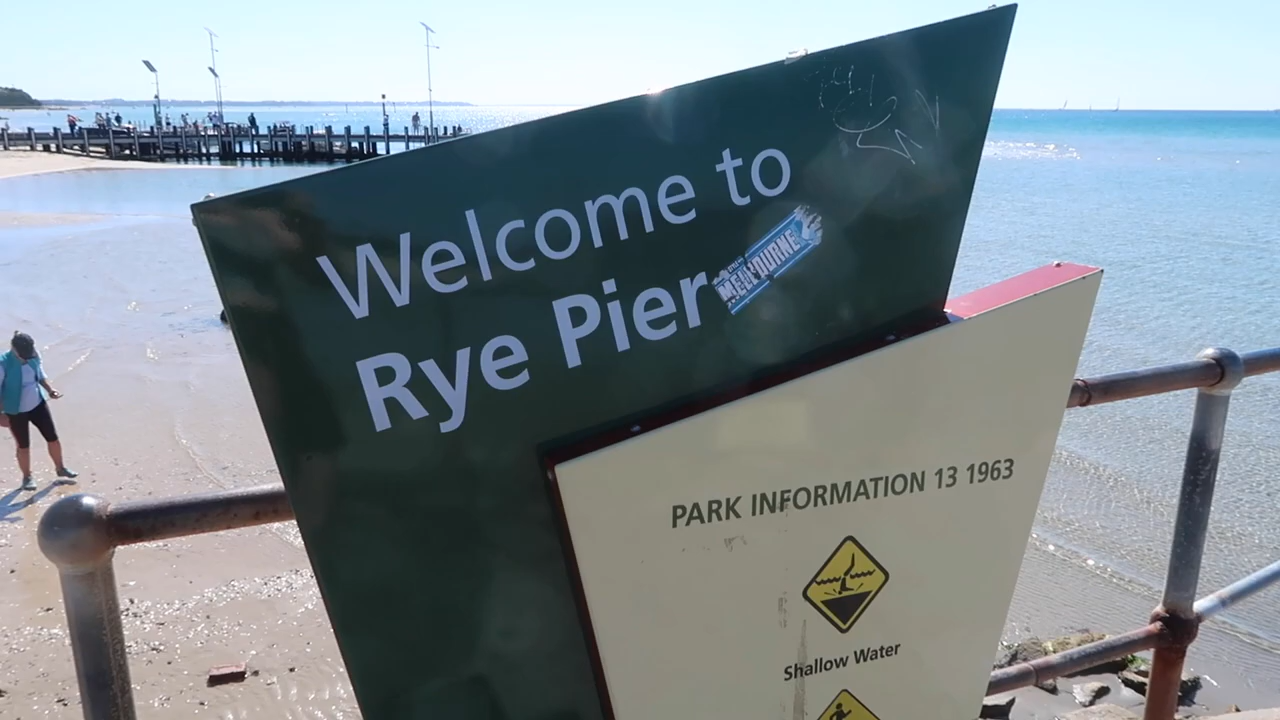 Welcome to
Rye Pier
MELBOURNE
PARK INFORMATION 13 1963
Shallow Water